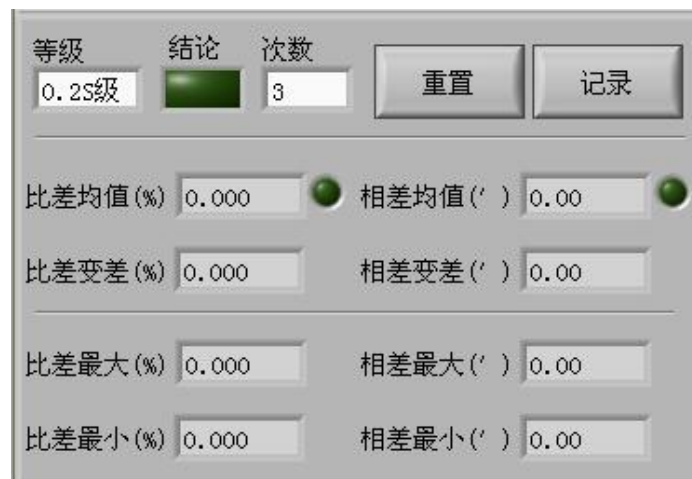 等级 结论 次数
0.2S级 3 重置 记录
比差均值(%) 0.000 相差均值(′ ) 0.00
比差变差(%) 0.000 相差变差(′ ) 0.00
比差最大(%) 0.000 相差最大(′ ) 0.00
比差最小(%) 0.000 相差最小(′ ) 0.00